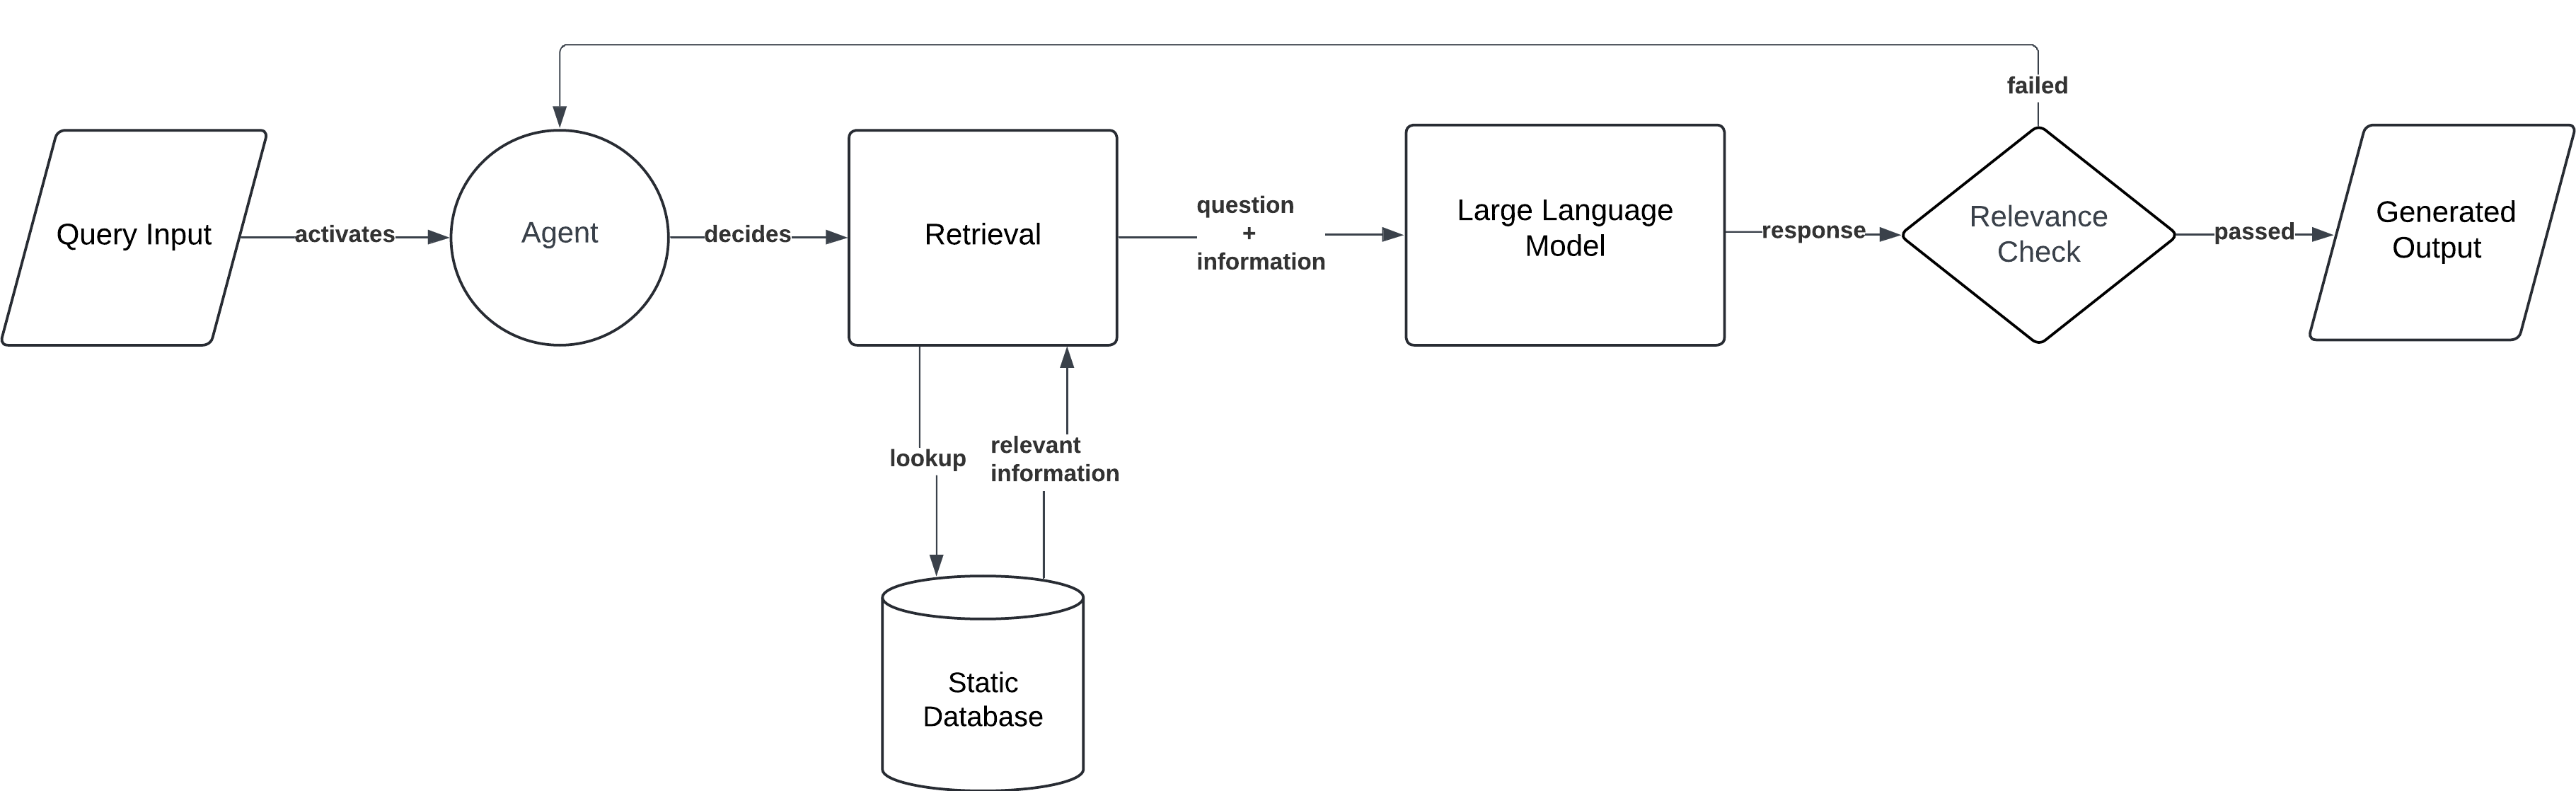 failed
Query Input
activates
Agent
decides
Retrieval
question
+
information
Large Language
Model
response
Relevance
Check
passed
Generated
Output
lookup
relevant
information
Static
Database